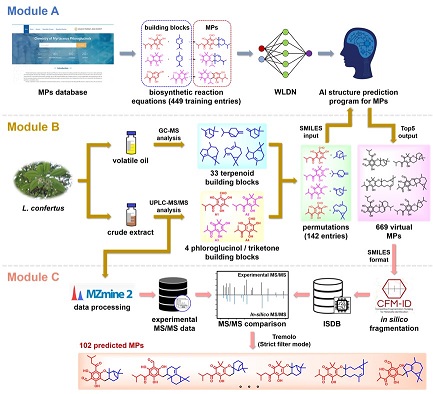 Module A
building blocks
MPs
MPs database
biosynthetic reaction
equations (449 training entries)
WLDN
AI structure prediction
program for MPs
Module B
GC-MS
analysis
volatile oil
33 terpenoid
building blocks
SMILES
input
Top5
output
L. confertus
UPLC-MS/MS
analysis
crude extract
4 phloroglucinol / triketone
building blocks
permutations
(142 entries)
669 virtual
MPs
SMILES
format
Module C
MZmine 2
data processing
experimental
MS/MS data
Experimental MS/MS
In-silico MS/MS
MS/MS comparison
ISDB
CFM-ID
in silico
fragmentation
Tremolo
(Strict filter mode)
102 predicted MPs